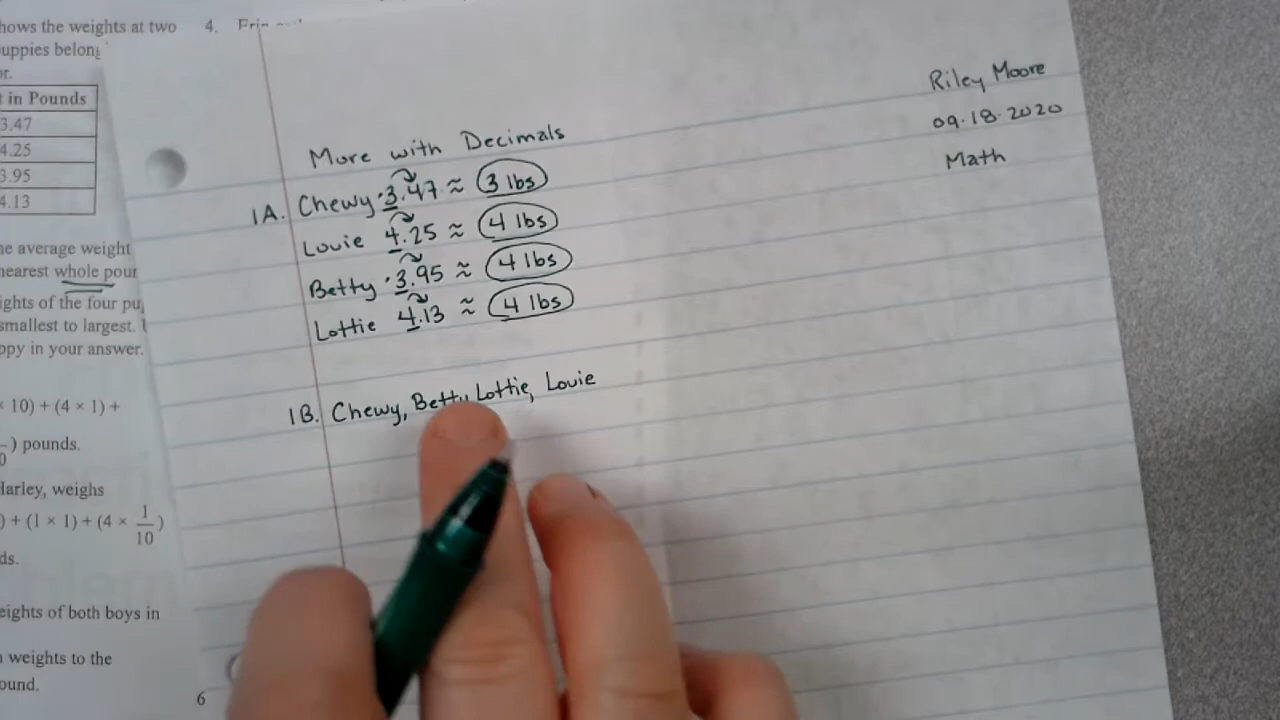 hows the weights at two
uppies belong
or.
in Pounds
3.47
4.25
3.95
4.13
he average weight
nearest whole pour
ights of the four pu
smallest to largest.
ppy in your answer.
× 10) + (4 × 1) +
) pounds.
Harley, weighs
) + (1 × 1) + (4 × 1/10)
ds.
eights of both boys in
weights to the
ound.
4.
6
Riley Moore
09.18.2020
Math
More with Decimals
1A. Chewy 3.47 ≈ 3 lbs
Louie 4.25 ≈ 4 lbs
Betty 3.95 ≈ 4 lbs
Lottie 4.13 ≈ 4 lbs
1B. Chewy, Betty Lottie, Louie